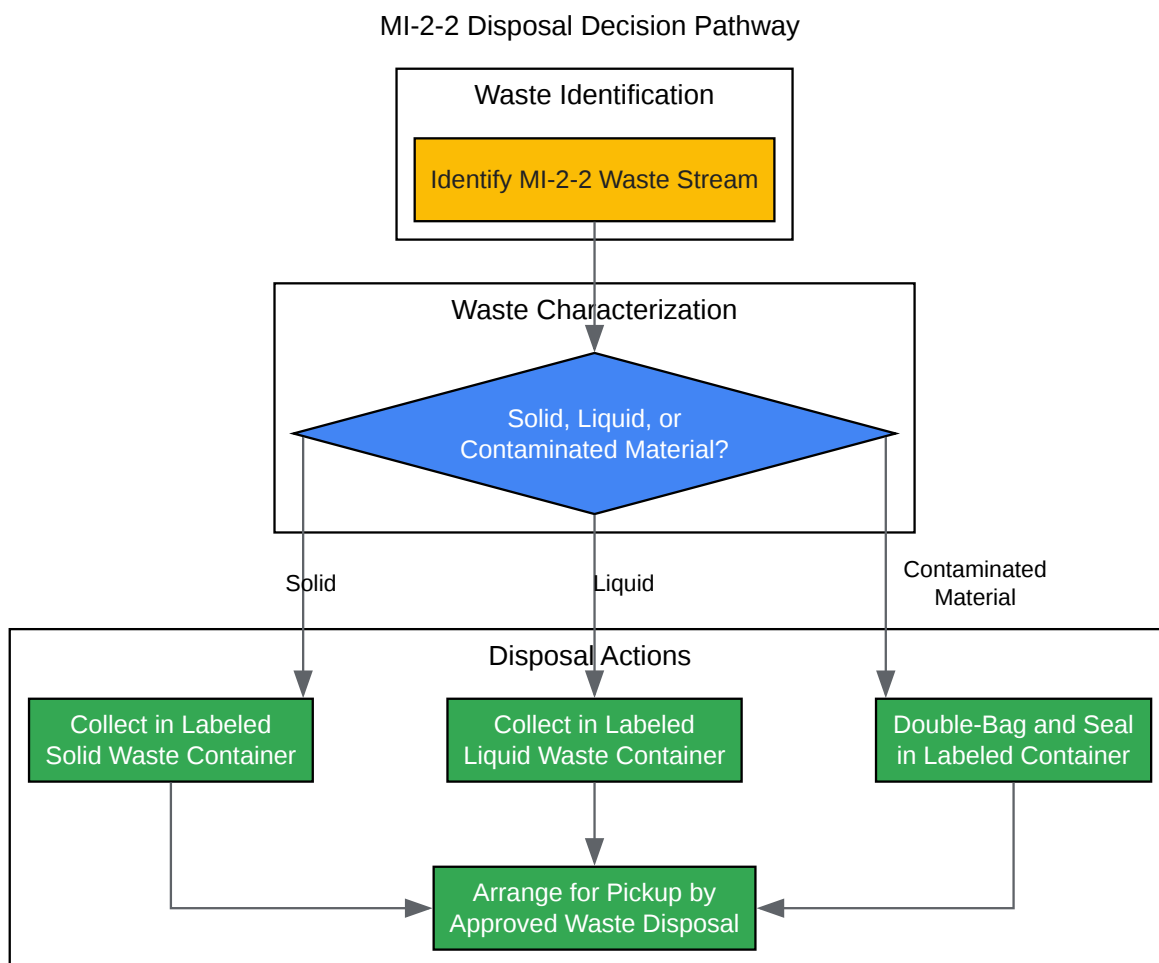 MI-2-2 Disposal Decision Pathway
Waste Identification
Identify MI-2-2 Waste Stream
Waste Characterization
Solid, Liquid, or
Contaminated Material?
Solid
Liquid
Contaminated
Material
Disposal Actions
Collect in Labeled
Solid Waste Container
Collect in Labeled
Liquid Waste Container
Double-Bag and Seal
in Labeled Container
Arrange for Pickup by
Approved Waste Disposal